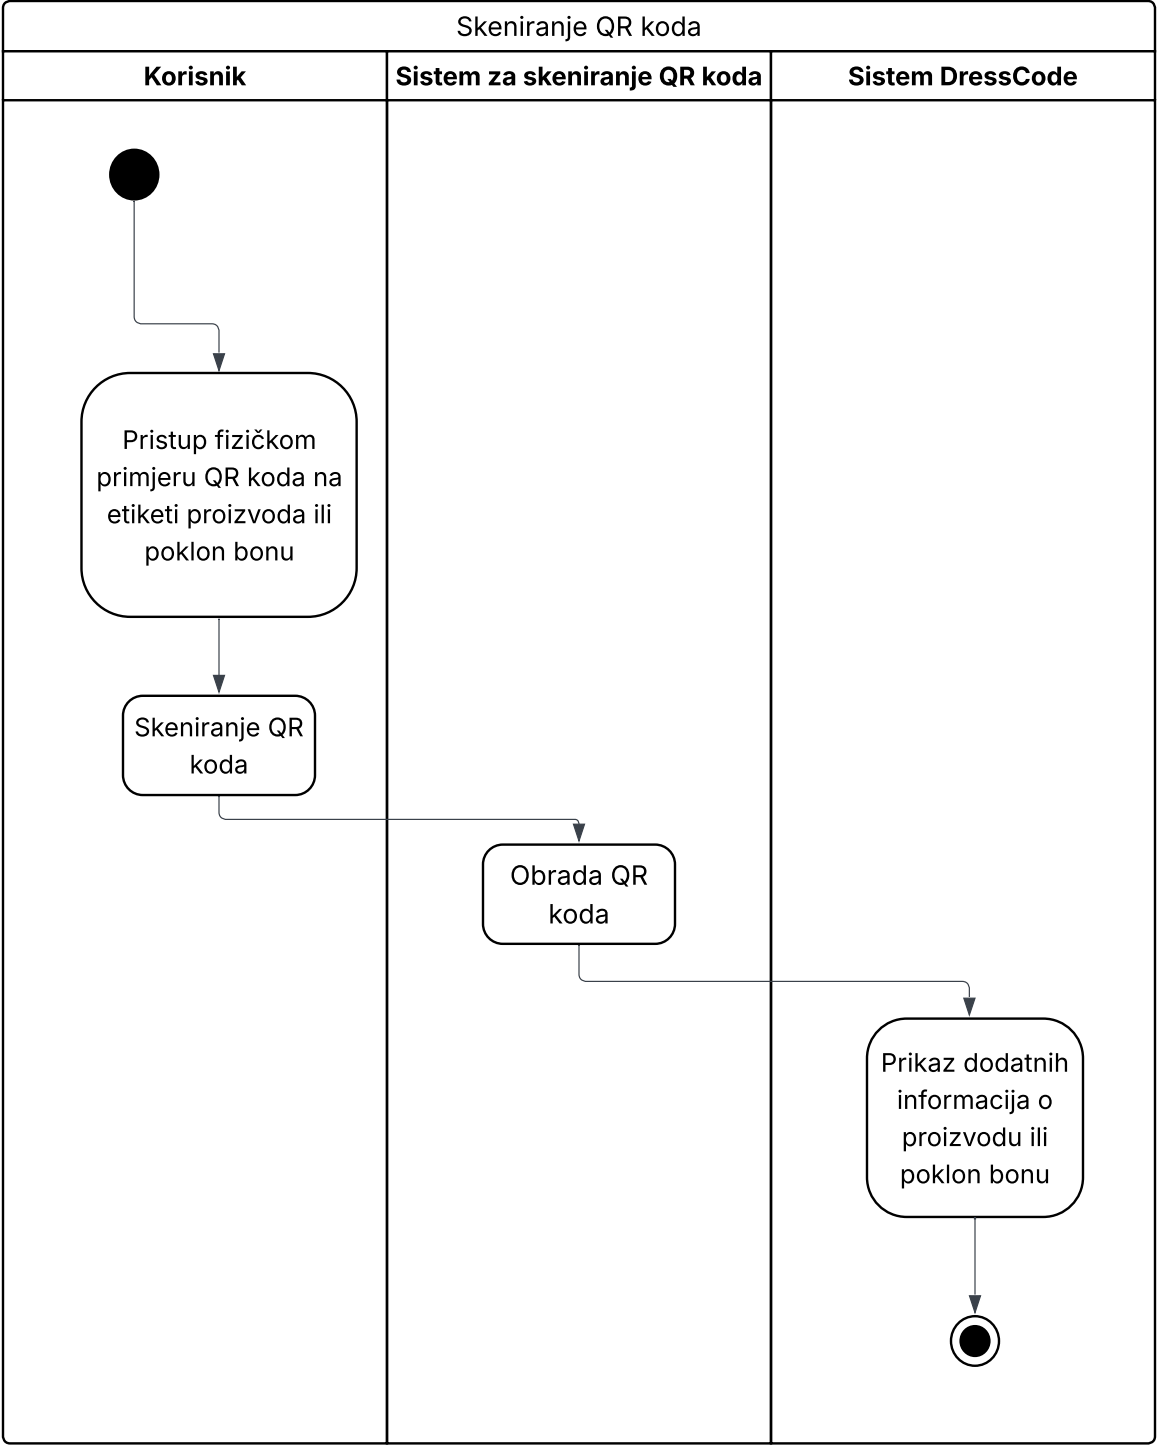 Skeniranje QR koda
Korisnik
Sistem za skeniranje QR koda
Sistem DressCode
Pristup fizičkom
primjeru QR koda na
etiketi proizvoda ili
poklon bonu
Skeniranje QR
koda
Obrada QR
koda
Prikaz dodatnih
informacija o
proizvodu ili
poklon bonu